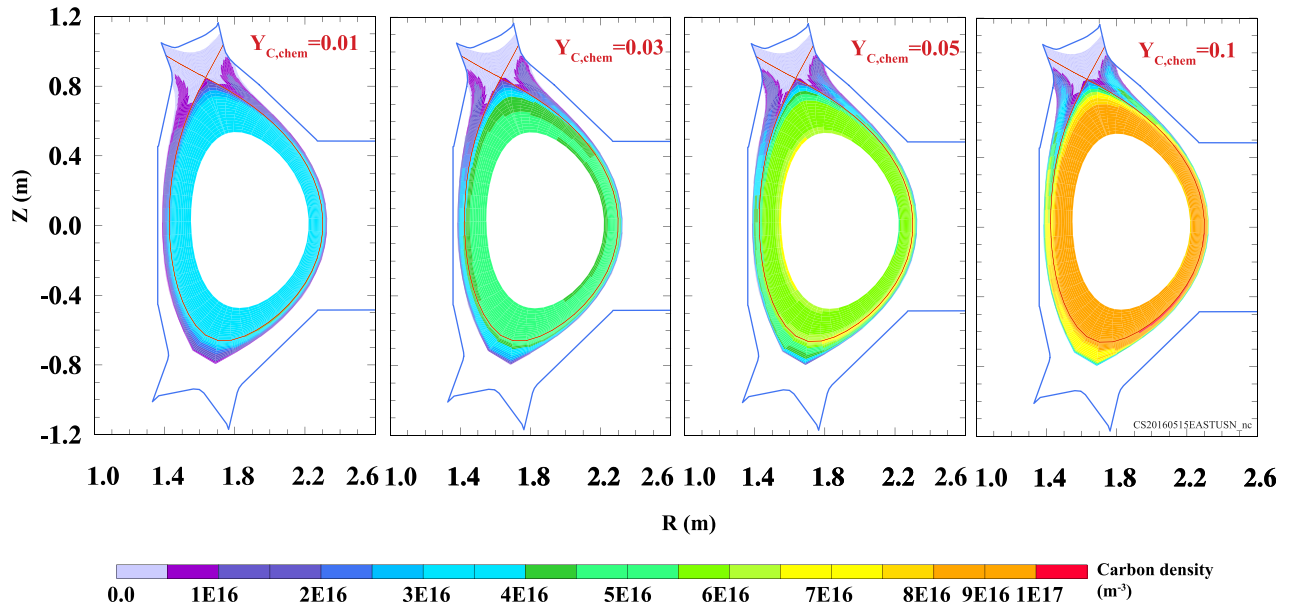 1.2
0.8
0.4
0.0
-0.4
-0.8
-1.2
Z (m)
Y_C,chem=0.01
Y_C,chem=0.03
Y_C,chem=0.05
Y_C,chem=0.1
CS20160515EASTUSN_nc
1.0 1.4 1.8 2.2 2.6 1.0 1.4 1.8 2.2 2.6 1.0 1.4 1.8 2.2 2.6 1.0 1.4 1.8 2.2 2.6
R (m)
Carbon density
(m⁻³)
0.0 1E16 2E16 3E16 4E16 5E16 6E16 7E16 8E16 9E16 1E17